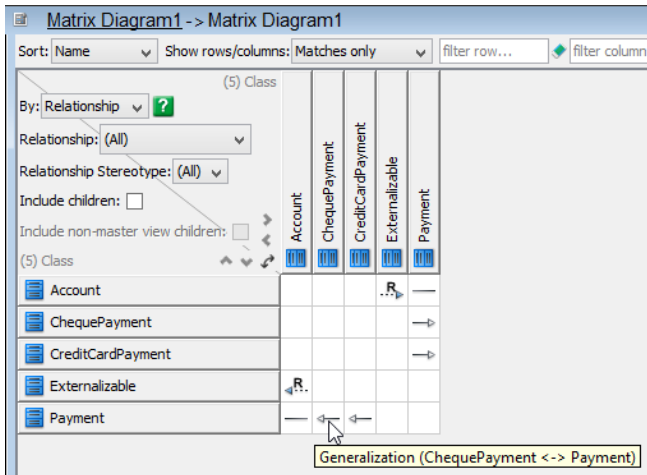 Matrix Diagram1 -> Matrix Diagram1
Sort: Name Show rows/columns: Matches only filter row... filter column
(5) Class
By: Relationship ?
Relationship: (All)
Relationship Stereotype: (All)
Include children:
Include non-master view children:
(5) Class
Account
ChequePayment
CreditCardPayment
Externalizable
Payment
Account
R
ChequePayment
CreditCardPayment
Externalizable
R
Payment
Generalization (ChequePayment <-> Payment)